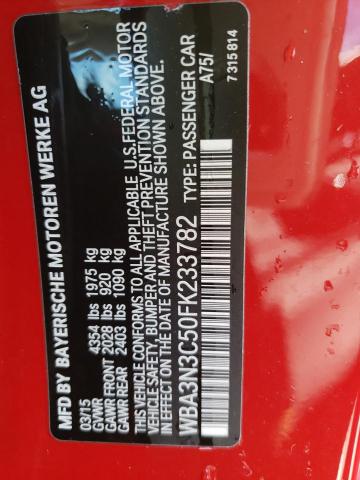 MFD BY BAYERISCHE MOTOREN WERKE AG
03/15
GVWR 4354 lbs 1975 kg
GAWR FRONT 2028 lbs 920 kg
GAWR REAR 2403 lbs 1090 kg
THIS VEHICLE CONFORMS TO ALL APPLICABLE U.S. FEDERAL MOTOR
VEHICLE SAFETY, BUMPER AND THEFT PREVENTION STANDARDS
IN EFFECT ON THE DATE OF MANUFACTURE SHOWN ABOVE.
WBA3N3C50FK233782 TYPE: PASSENGER CAR
A75/
7315814